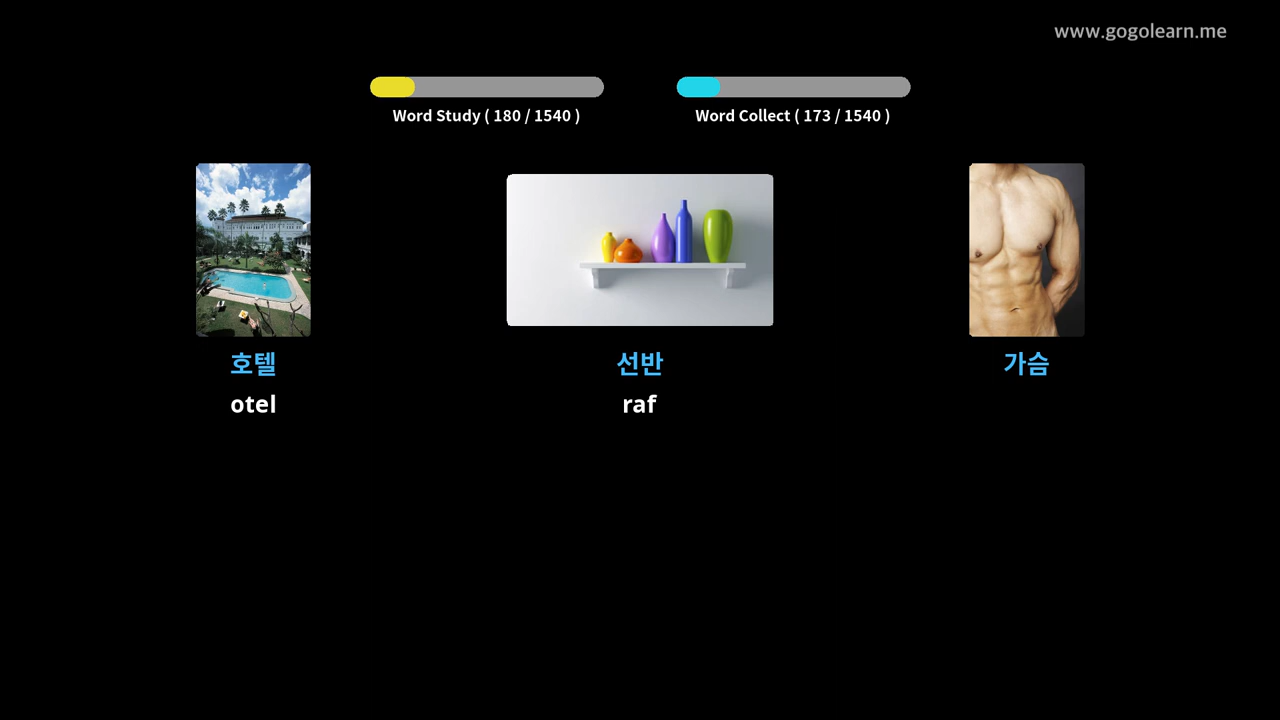 www.gogolearn.me
Word Study ( 180 / 1540 )
Word Collect ( 173 / 1540 )
호텔
선반
가슴
otel
raf